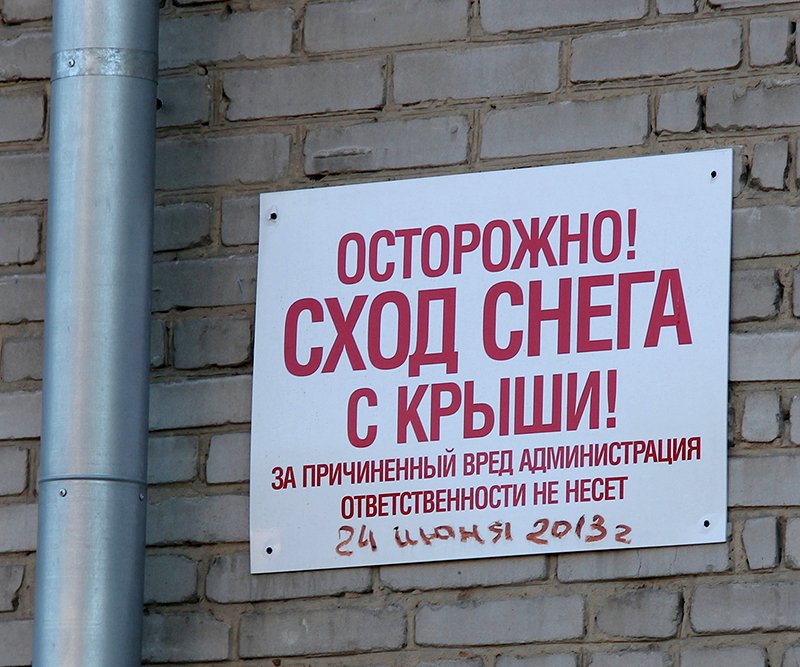 ОСТОРОЖНО!
СХОД СНЕГА
С КРЫШИ!
ЗА ПРИЧИНЕННЫЙ ВРЕД АДМИНИСТРАЦИЯ
ОТВЕТСТВЕННОСТИ НЕ НЕСЕТ
24 июня 2013 г